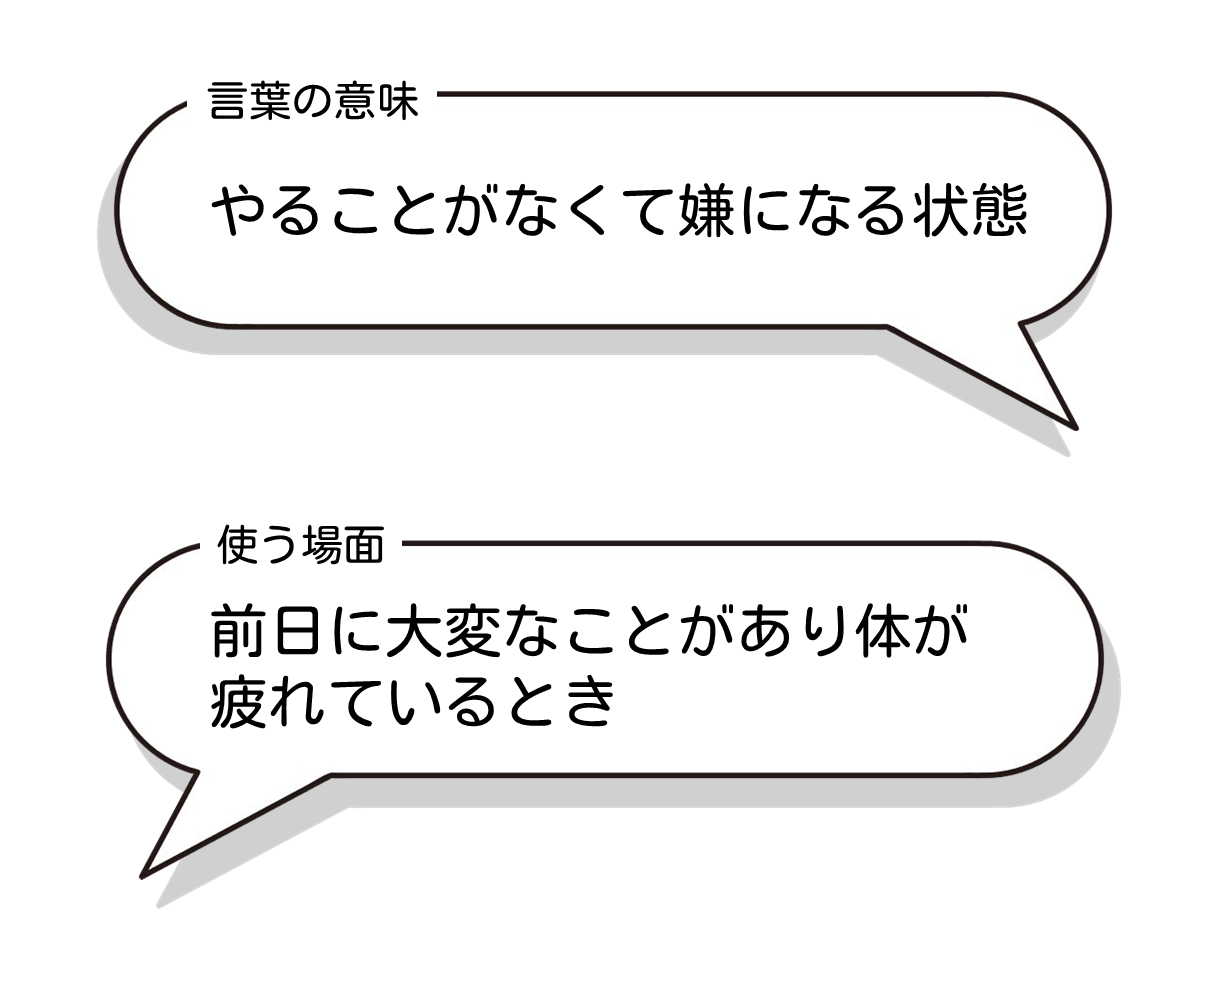 言葉の意味
やることがなくて嫌になる状態
使う場面
前日に大変なことがあり体が
疲れているとき